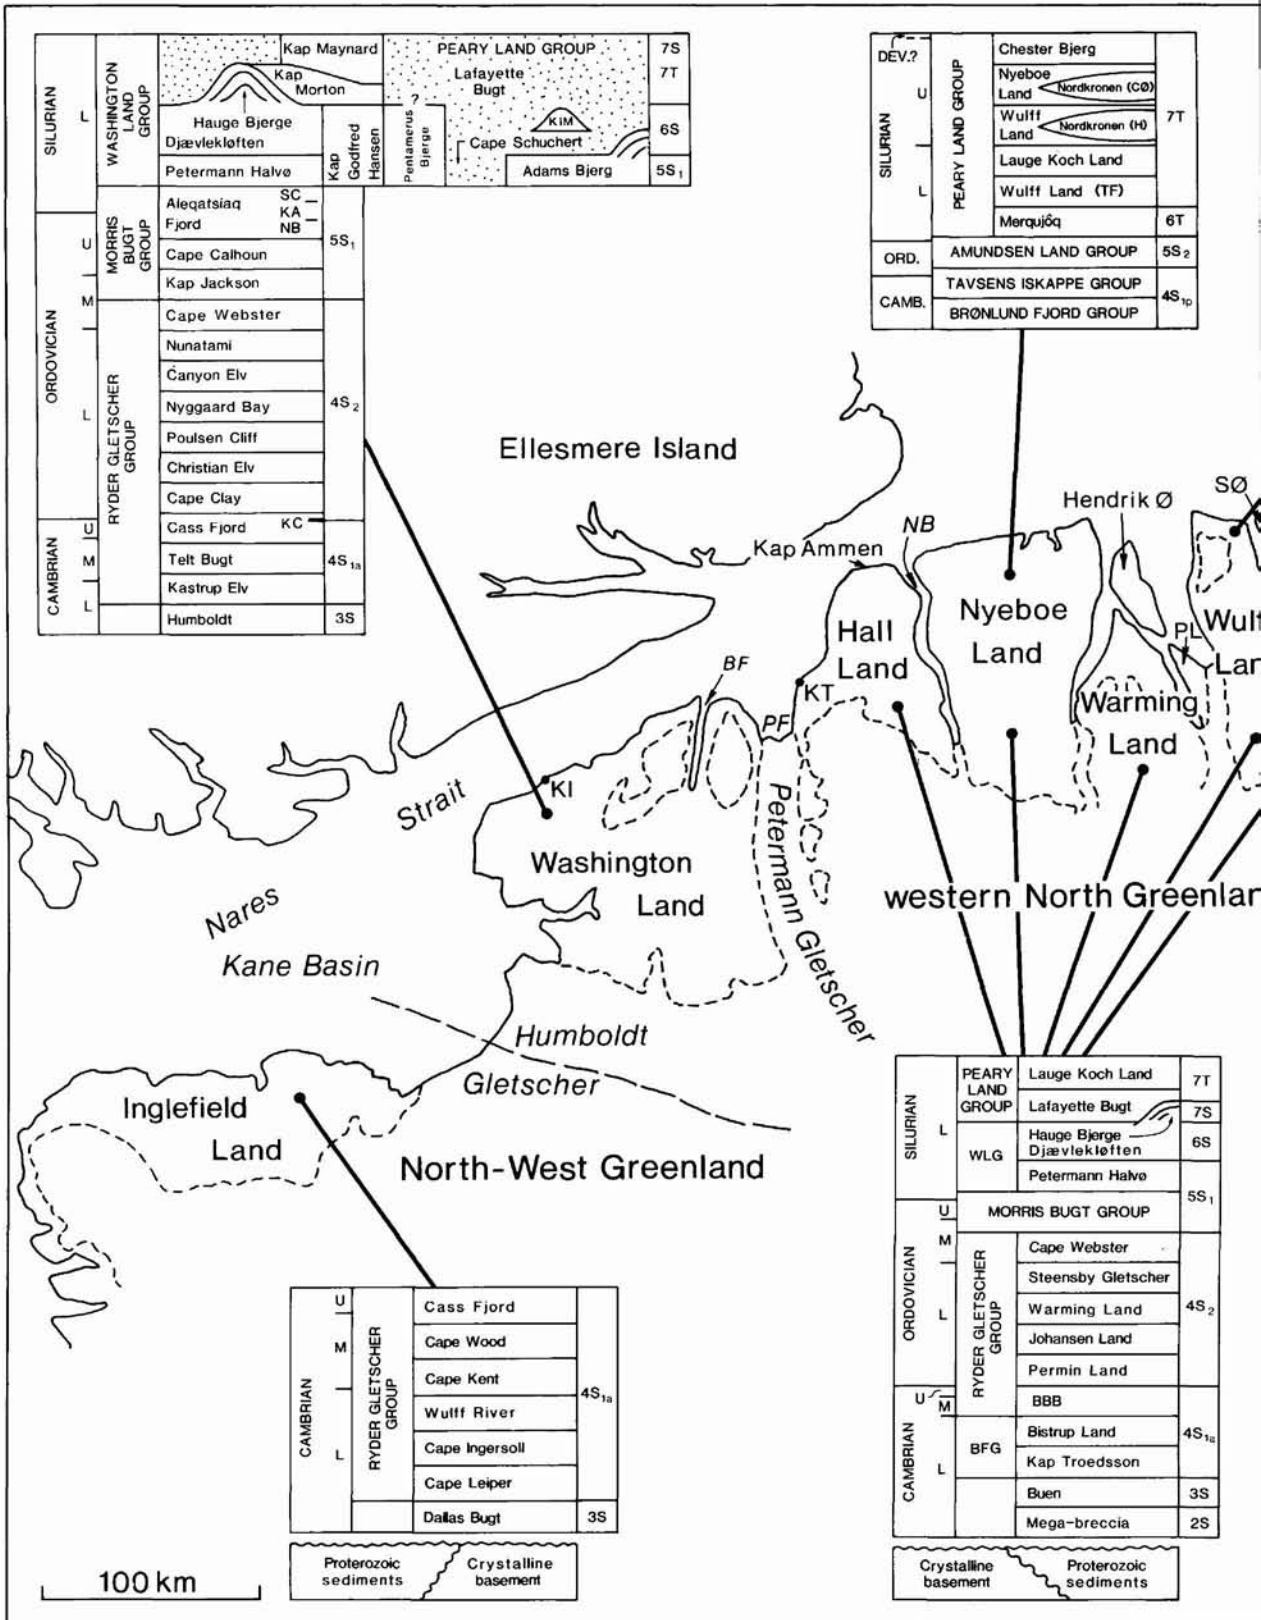 SILURIAN
L
WASHINGTON
LAND
GROUP
Kap Maynard
Kap
Morton
Hauge Bjerge
Djævlekløften
Petermann Halvø
Kap
Godfred
Hansen
?
Pentamerus
Bjerge
PEARY LAND GROUP
Lafayette
Bugt
KIM
Cape Schuchert
Adams Bjerg
7S
7T
6S
5S1
ORDOVICIAN
U
M
L
MORRIS
BUGT
GROUP
Aleqatsiaq
Fjord
SC
KA
NB
Cape Calhoun
Kap Jackson
5S1
RYDER GLETSCHER
GROUP
Cape Webster
Nunatami
Canyon Elv
Nyggaard Bay
Poulsen Cliff
Christian Elv
Cape Clay
4S2
CAMBRIAN
U
M
L
Cass Fjord
KC
Telt Bugt
Kastrup Elv
4S1a
Humboldt
3S
DEV.?
SILURIAN
U
L
PEARY LAND GROUP
Chester Bjerg
Nyeboe
Land
Nordkronen (CØ)
Wulff
Land
Nordkronen (H)
Lauge Koch Land
Wulff Land (TF)
7T
Merqujôq
6T
ORD.
AMUNDSEN LAND GROUP
5S2
CAMB.
TAVSENS ISKAPPE GROUP
BRØNLUND FJORD GROUP
4S1p
Ellesmere Island
Kap Ammen
NB
Hendrik Ø
SØ
Nyeboe
Land
Hall
Land
PL
Wulf
Lan
Warming
Land
BF
KT
PF
KI
Strait
Washington
Land
Petermann Gletscher
western North Greenlan
Nares
Kane Basin
Humboldt
Gletscher
Inglefield
Land
North-West Greenland
CAMBRIAN
U
M
L
RYDER GLETSCHER
GROUP
Cass Fjord
Cape Wood
Cape Kent
Wulff River
Cape Ingersoll
Cape Leiper
4S1a
Dallas Bugt
3S
Proterozoic
sediments
Crystalline
basement
100 km
SILURIAN
L
PEARY
LAND
GROUP
Lauge Koch Land
7T
Lafayette Bugt
7S
WLG
Hauge Bjerge
Djævlekløften
6S
Petermann Halvø
5S1
ORDOVICIAN
U
M
L
MORRIS BUGT GROUP
RYDER GLETSCHER
GROUP
Cape Webster
Steensby Gletscher
Warming Land
Johansen Land
Permin Land
4S2
CAMBRIAN
U
M
L
BBB
BFG
Bistrup Land
Kap Troedsson
4S1a
Buen
3S
Mega-breccia
2S
Crystalline
basement
Proterozoic
sediments